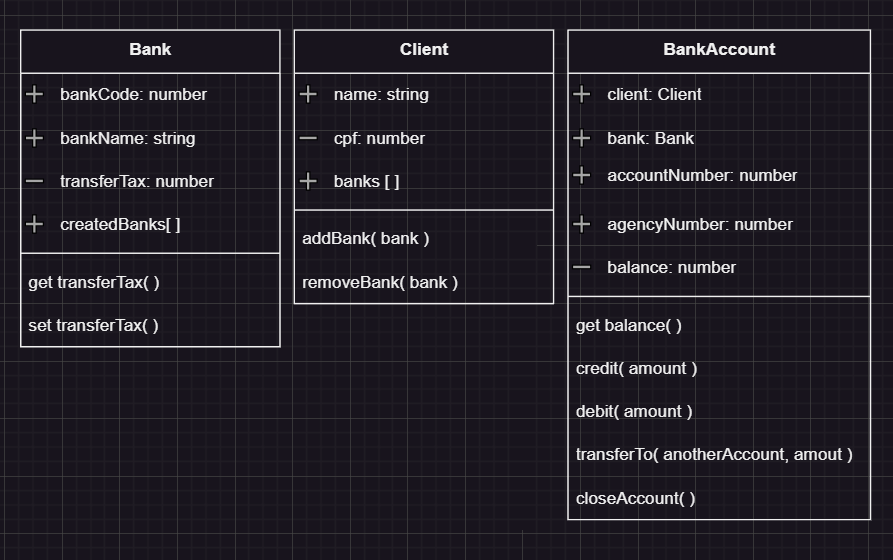 Bank
+ bankCode: number
+ bankName: string
− transferTax: number
+ createdBanks[ ]
get transferTax( )
set transferTax( )
Client
+ name: string
− cpf: number
+ banks [ ]
addBank( bank )
removeBank( bank )
BankAccount
+ client: Client
+ bank: Bank
+ accountNumber: number
+ agencyNumber: number
− balance: number
get balance( )
credit( amount )
debit( amount )
transferTo( anotherAccount, amout )
closeAccount( )